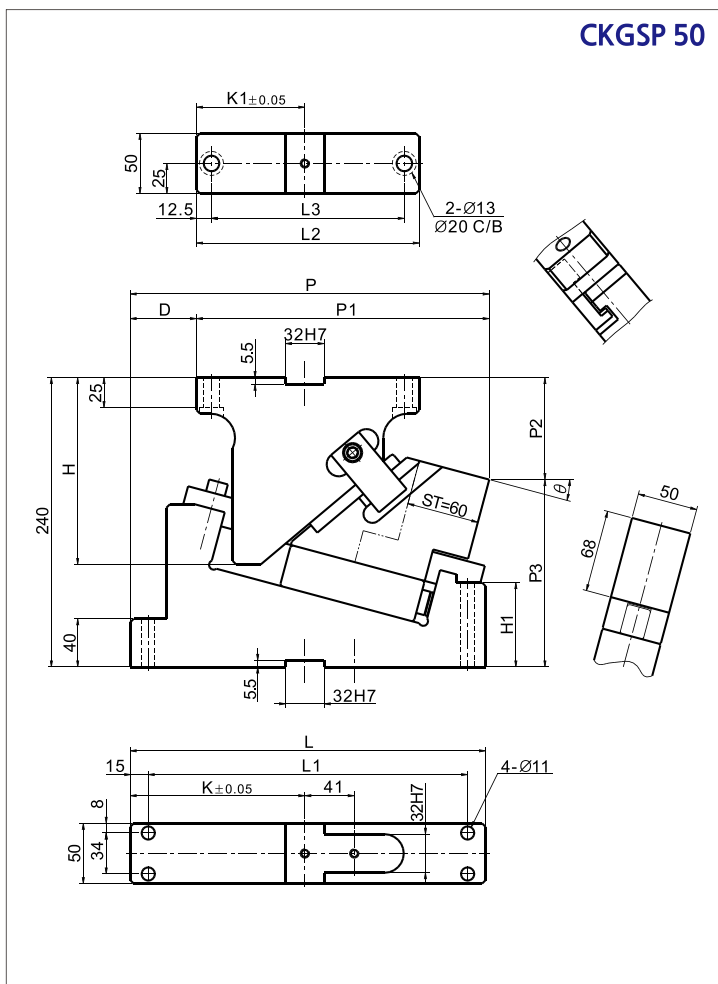 CKGSP 50
K1±0.05
50
25
12.5
L3
L2
2-Ø13
Ø20 C/B
P
D
P1
32H7
5.5
25
H
240
40
P2
θ
ST=60
P3
H1
50
68
5.5
32H7
L
15
L1
4-Ø11
K±0.05
41
32H7
8
34
50